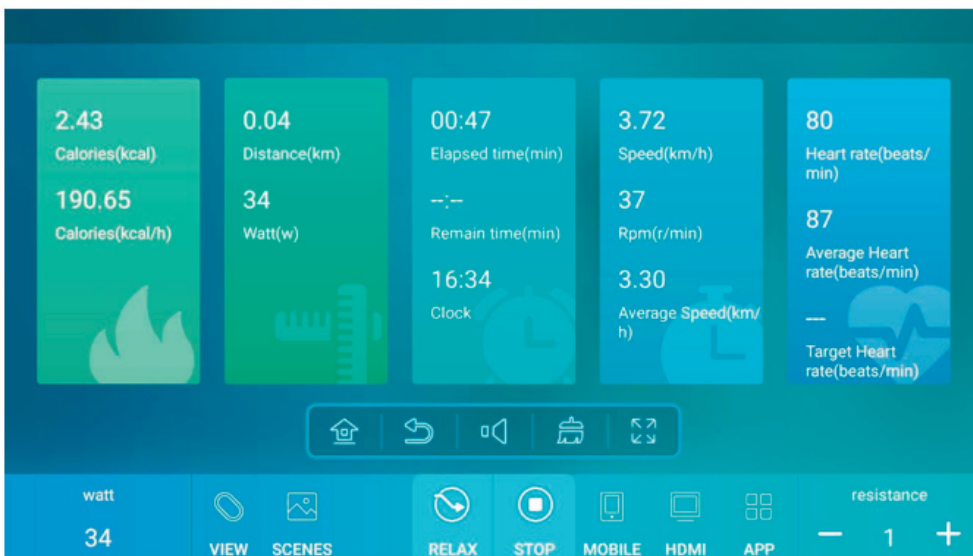 2.43
Calories(kcal)
190.65
Calories(kcal/h)
0.04
Distance(km)
34
Watt(w)
00:47
Elapsed time(min)
--:--
Remain time(min)
16:34
Clock
3.72
Speed(km/h)
37
Rpm(r/min)
3.30
Average Speed(km/
h)
80
Heart rate(beats/
min)
87
Average Heart
rate(beats/min)
---
Target Heart
rate(beats/min)
watt
34
VIEW
SCENES
RELAX
STOP
MOBILE
HDMI
APP
resistance
— 1 +